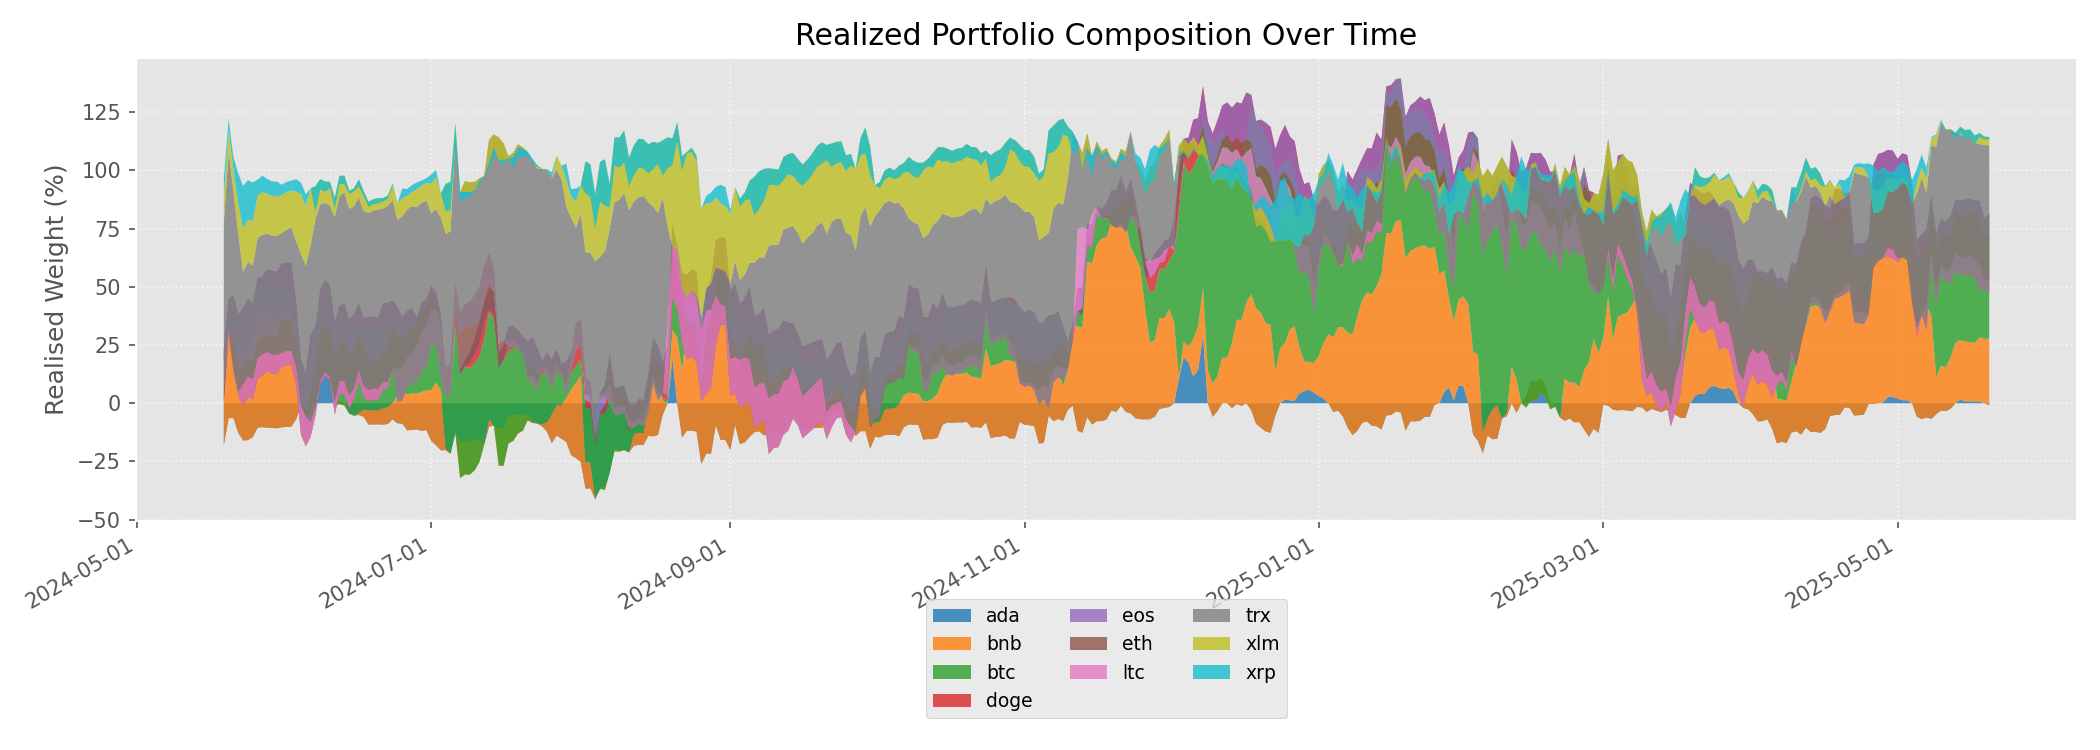 Realized Portfolio Composition Over Time
Realised Weight (%)
125
100
75
50
25
0
−25
−50
2024-05-01
2024-07-01
2024-09-01
2024-11-01
2025-01-01
2025-03-01
2025-05-01
ada
bnb
btc
doge
eos
eth
ltc
trx
xlm
xrp